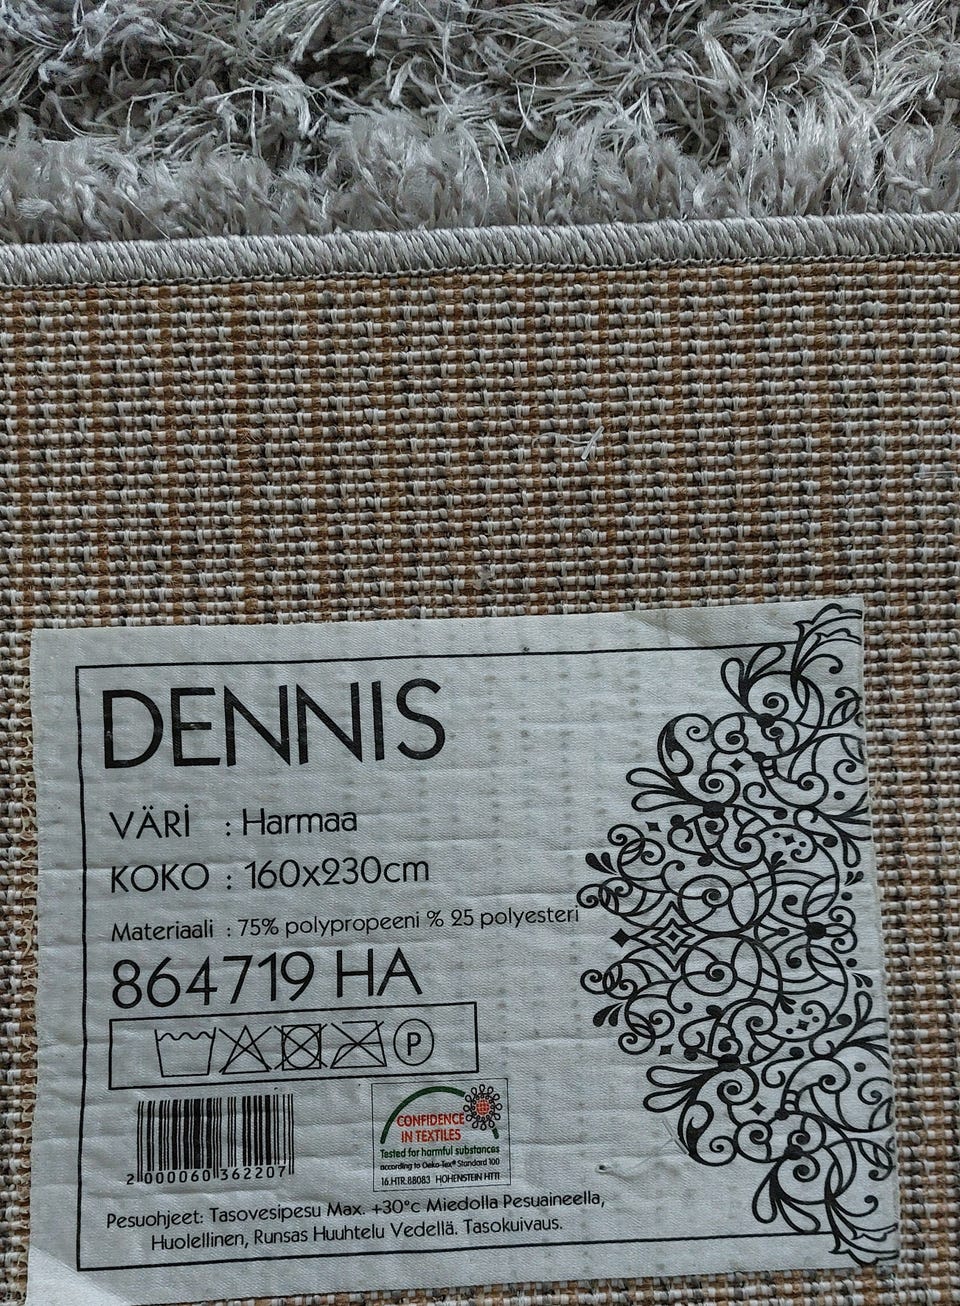 DENNIS
VÄRİ : Harmaa
KOKO : 160x230cm
Materiaali : 75% polypropeeni % 25 polyesteri
864719 HA
P
CONFIDENCE
IN TEXTILES
Tested for harmful substances
according to Oeko-Tex® Standard 100
16.HTR.88083 HOHENSTEIN HTTI
2 000060 362207
Pesuohjeet: Tasovesipesu Max. +30°c Miedolla Pesuaineella,
Huolellinen, Runsas Huuhtelu Vedellä. Tasokuivaus.